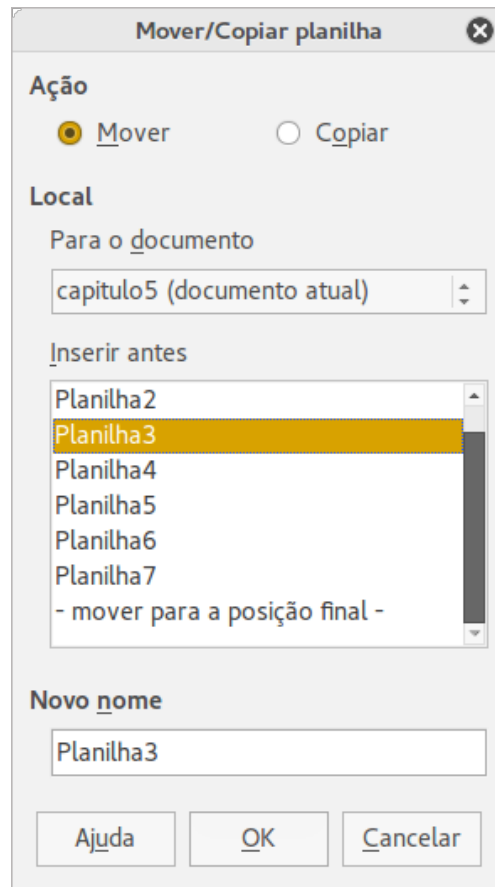 Mover/Copiar planilha
Ação
Mover Copiar
Local
Para o documento
capitulo5 (documento atual)
Inserir antes
Planilha2
Planilha3
Planilha4
Planilha5
Planilha6
Planilha7
- mover para a posição final -
Novo nome
Planilha3
Ajuda OK Cancelar